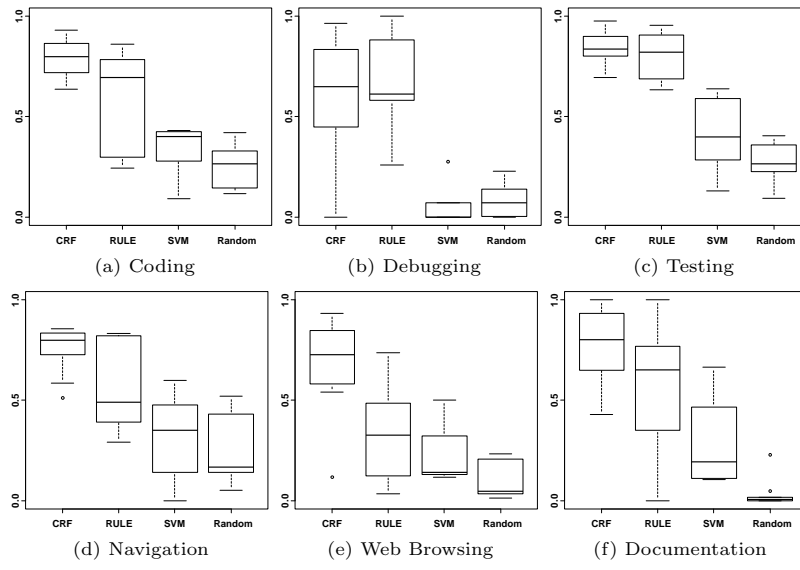 1.0
0.5
0.0
CRF RULE SVM Random
(a) Coding
1.0
0.5
0.0
CRF RULE SVM Random
(b) Debugging
1.0
0.5
0.0
CRF RULE SVM Random
(c) Testing
1.0
0.5
0.0
CRF RULE SVM Random
(d) Navigation
1.0
0.5
0.0
CRF RULE SVM Random
(e) Web Browsing
1.0
0.5
0.0
CRF RULE SVM Random
(f) Documentation